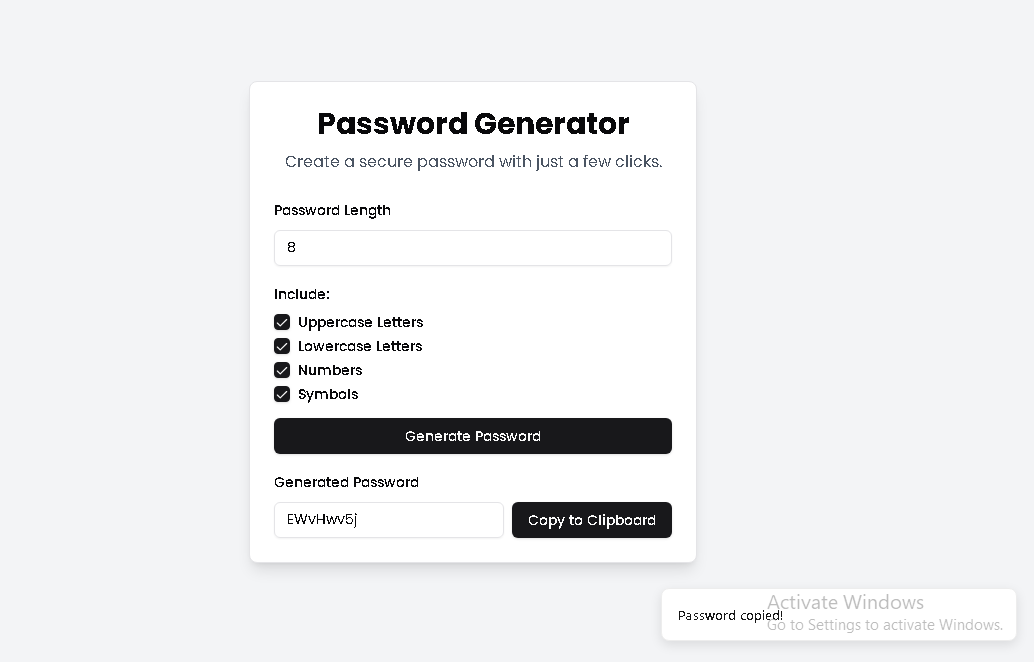 Password Generator
Create a secure password with just a few clicks.
Password Length
8
Include:
Uppercase Letters
Lowercase Letters
Numbers
Symbols
Generate Password
Generated Password
EWvHwv5j
Copy to Clipboard
Activate Windows
Password copied!
Go to Settings to activate Windows.